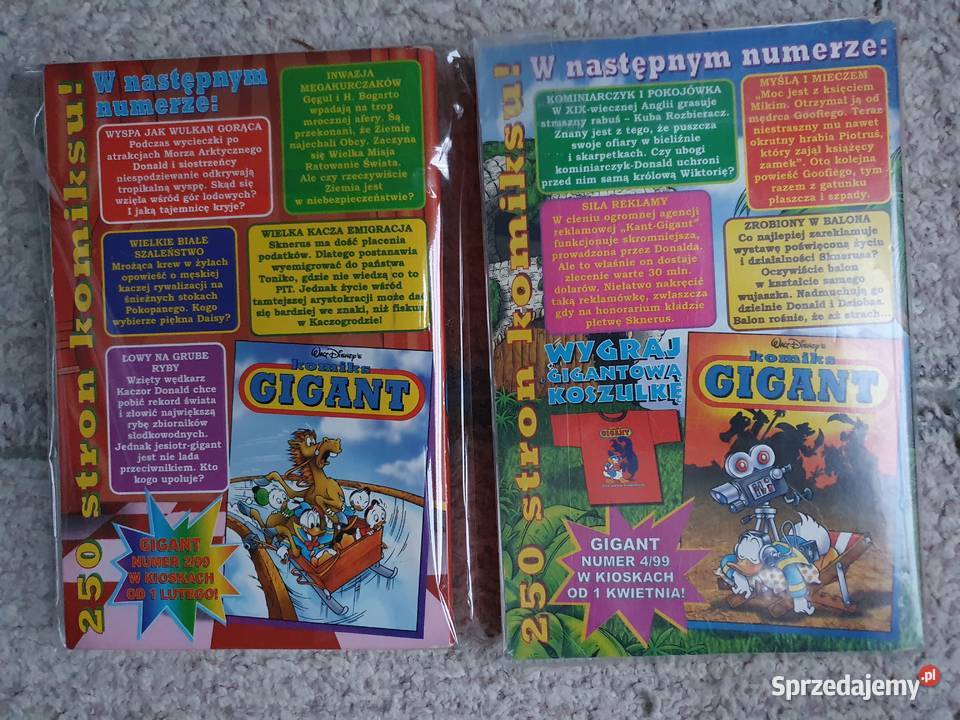 250 stron komiksu!
W następnym
numerze:
WYSPA JAK WULKAN GORĄCA
Podczas wycieczki po
atrakcjach Morza Arktycznego
Donald i siostrzeńcy
niespodziewanie odkrywają
tropikalną wyspę. Skąd się
wzięła wśród gór lodowych?
I jaką tajemnicę kryje?
INWAZJA
MEGAKURCZAKÓW
Gęgul i H. Bogarto
wpadają na trop
mrocznej afery. Są
przekonani, że Ziemię
najechali Obcy. Zaczyna
się Wielka Misja
Ratowanie Świata.
Ale czy rzeczywiście
Ziemia jest
w niebezpieczeństwie?
WIELKIE BIAŁE
SZALEŃSTWO
Mrożąca krew w żyłach
opowieść o męskiej
kaczej rywalizacji na
śnieżnych stokach
Pokopanego. Kogo
wybierze piękna Daisy?
WIELKA KACZA EMIGRACJA
Sknerus ma dość płacenia
podatków. Dlatego postanawia
wyemigrować do państwa
Toniko, gdzie nie wiedzą co to
PIT. Jednak życie wśród
tamtejszej arystokracji może dać
się bardziej we znaki, niż fiskus
w Kaczogrodzie!
ŁOWY NA GRUBE
RYBY
Wzięty wędkarz
Kaczor Donald chce
pobić rekord świata
i złowić największą
rybę zbiorników
słodkowodnych.
Jednak jesiotr-gigant
jest nie lada
przeciwnikiem. Kto
kogo upoluje?
Walt Disney's
komiks
GIGANT
GIGANT
NUMER 2/99
W KIOSKACH
OD 1 LUTEGO!
250 stron komiksu!
W następnym numerze:
KOMINIARCZYK I POKOJÓWKA
W XIX-wiecznej Anglii grasuje
straszny rabuś - Kuba Rozbieracz.
Znany jest z tego, że puszcza
swoje ofiary w bieliźnie
i skarpetkach. Czy ubogi
kominiarczyk-Donald uchroni
przed nim samą królową Wiktorię?
MYŚLĄ I MIECZEM
„Moc jest z księciem
Mikim. Otrzymał ją od
mędrca Goofiego. Teraz
niestraszny mu nawet
okrutny hrabia Piotruś,
który zajął książęcy
zamek”. Oto kolejna
powieść Goofiego, tym
razem z gatunku
płaszcza i szpady.
SIŁA REKLAMY
W cieniu ogromnej agencji
reklamowej „Kant-Gigant”
funkcjonuje skromniejsza,
prowadzona przez Donalda.
Ale to właśnie on dostaje
zlecenie warte 30 mln.
dolarów. Niełatwo nakręcić
taką reklamówkę, zwłaszcza
gdy na honorarium kładzie
płetwę Sknerus.
ZROBIONY W BALONA
Co najlepiej zareklamuje
wystawę poświęconą życiu
i działalności Sknerusa?
Oczywiście balon
w kształcie samego
wujaszka. Nadmuchują go
dzielnie Donald i Dziobas.
Balon rośnie, że aż strach...
WYGRAJ
GIGANTOWĄ
KOSZULKĘ
GIGANT
Walt Disney's
komiks
GIGANT
GIGANT
NUMER 4/99
W KIOSKACH
OD 1 KWIETNIA!
Sprzedajemy.pl